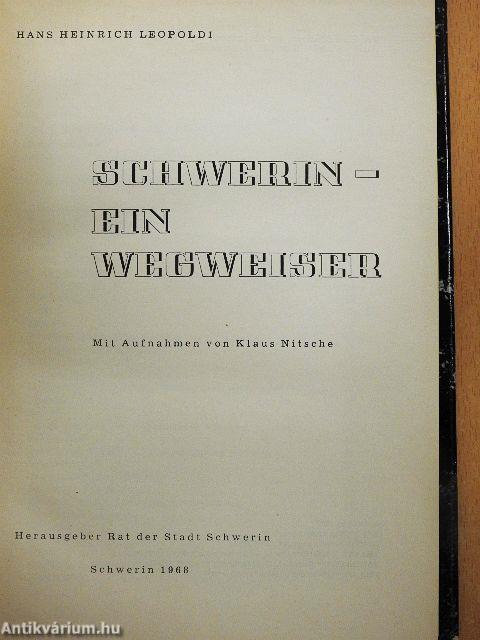 HANS HEINRICH LEOPOLDI
SCHWERIN –
EIN
WEGWEISER
Mit Aufnahmen von Klaus Nitsche
Herausgeber Rat der Stadt Schwerin
Schwerin 1968
Antikvárium.hu